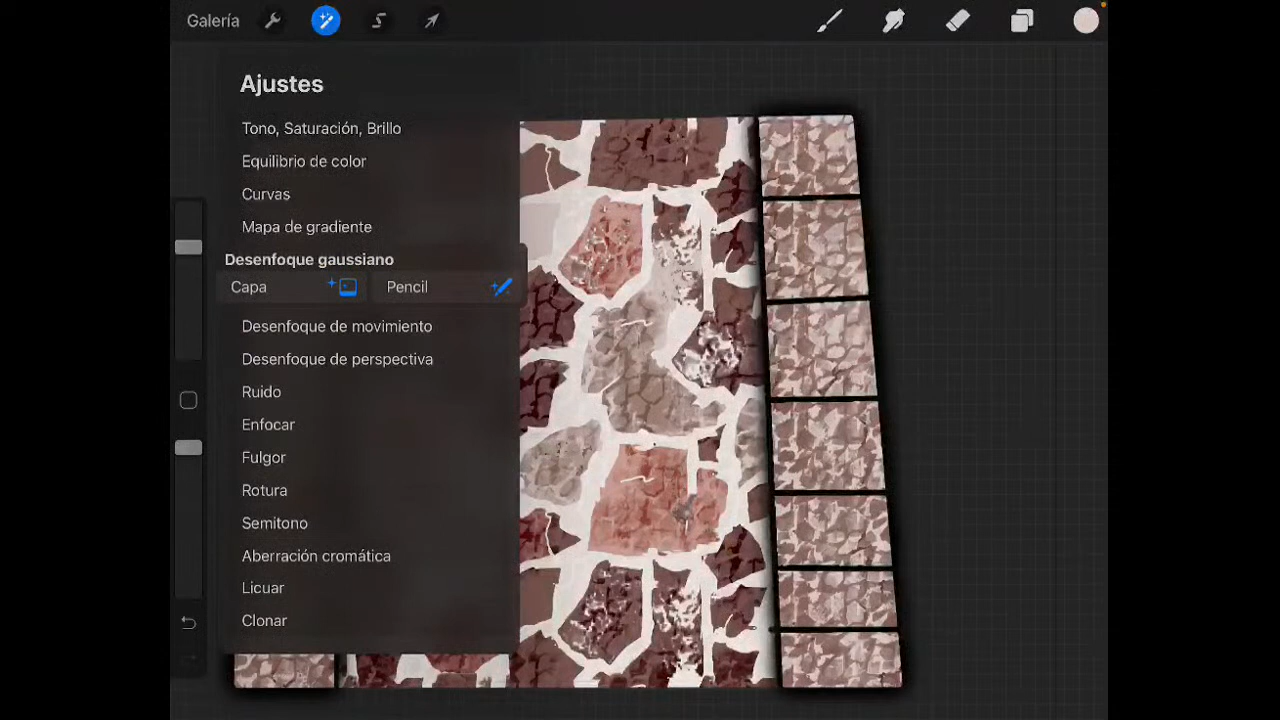 Galería
Ajustes
Tono, Saturación, Brillo
Equilibrio de color
Curvas
Mapa de gradiente
Desenfoque gaussiano
Capa Pencil
Desenfoque de movimiento
Desenfoque de perspectiva
Ruido
Enfocar
Fulgor
Rotura
Semitono
Aberración cromática
Licuar
Clonar